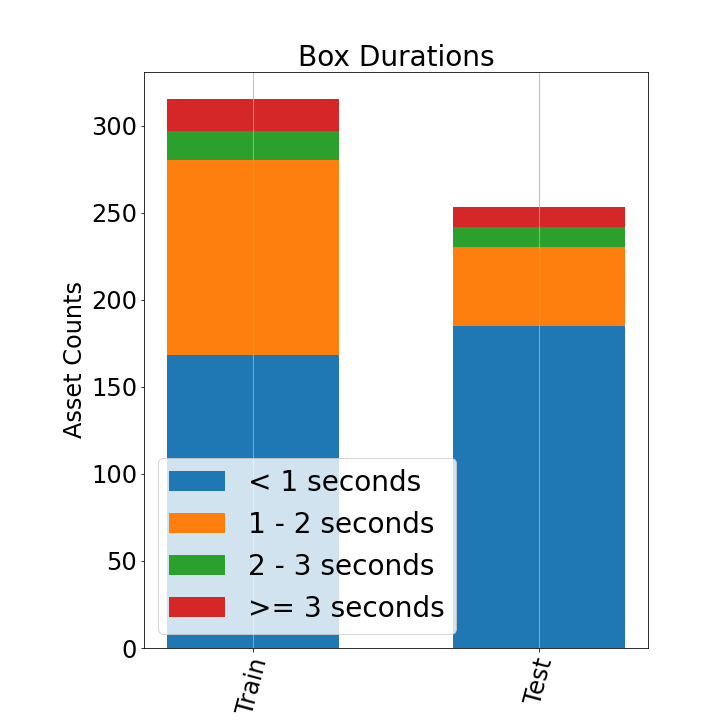 Box Durations
Asset Counts
300
250
200
150
100
50
0
< 1 seconds
1 - 2 seconds
2 - 3 seconds
>= 3 seconds
Train
Test